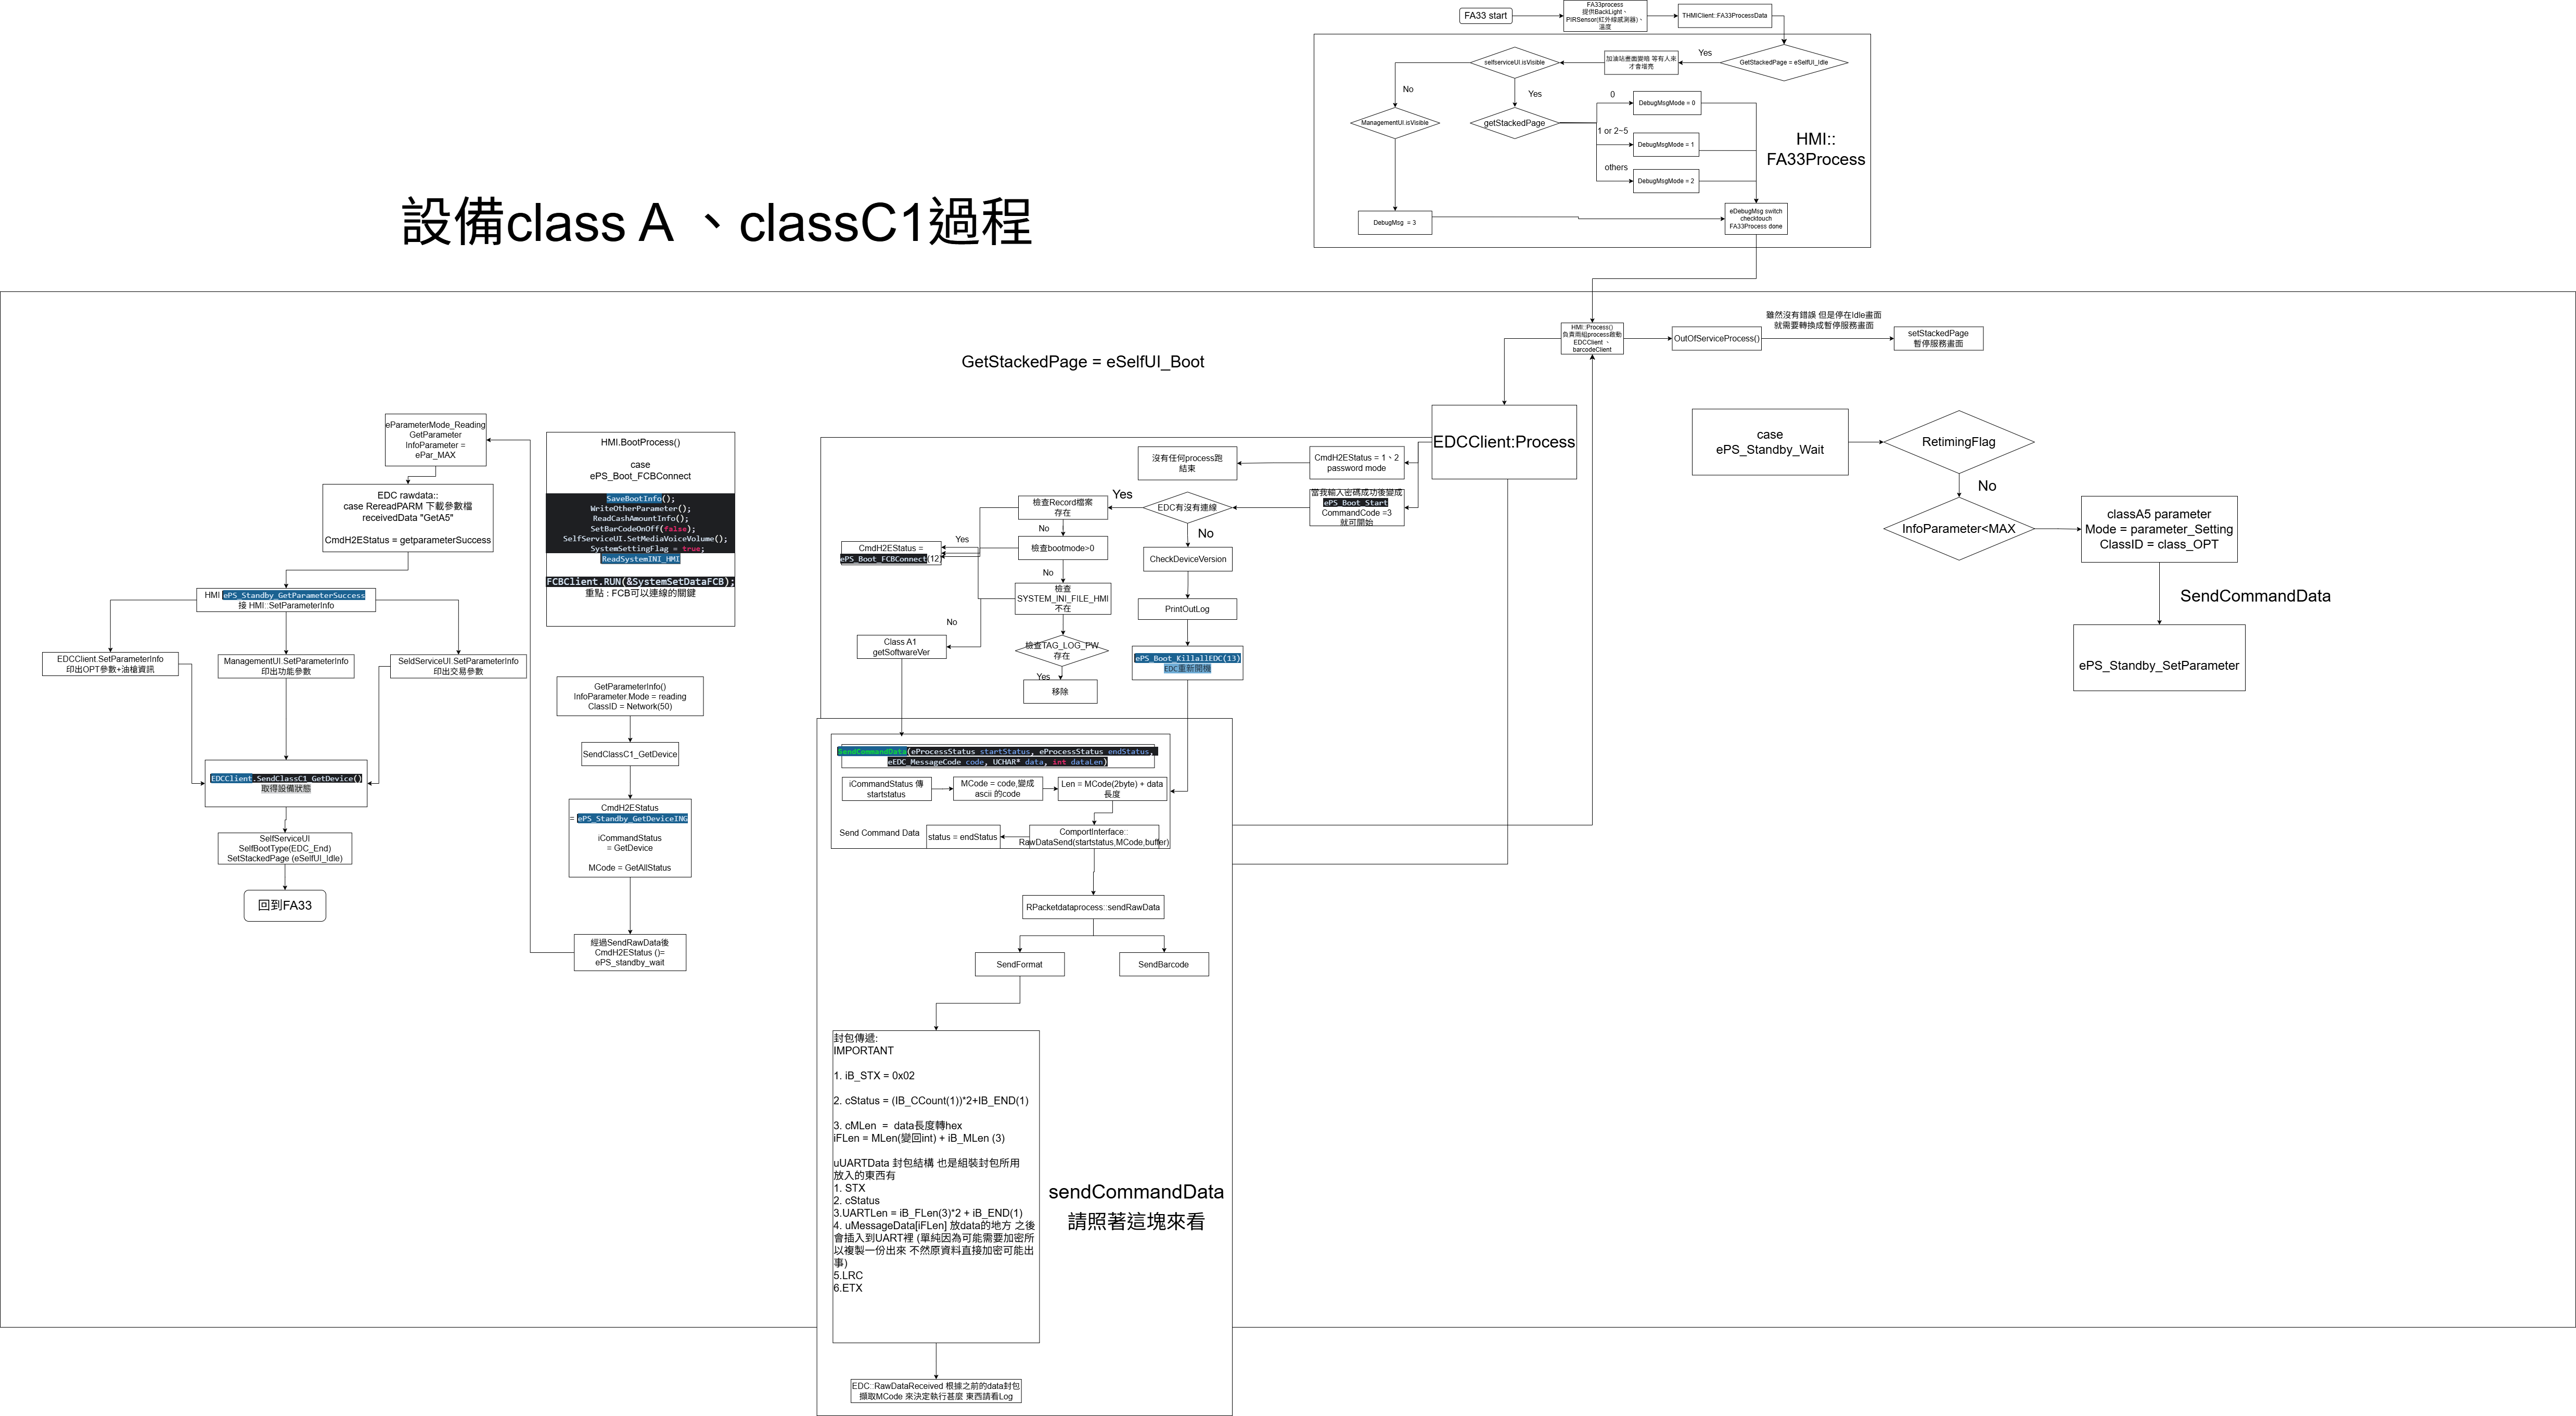 FA33 start
FA33process
提供BackLight、
PIRSensor(紅外線感測器)、
溫度
THMIClient:: FA33ProcessData
GetStackedPage = eSelfUI_Idle
Yes
加油站畫面變暗 等有人來
才會增亮
selfserviceUI.isVisible
No
Yes
ManagementUI.isVisible
getStackedPage
0
DebugMsgMode = 0
1 or 2~5
DebugMsgMode = 1
others
DebugMsgMode = 2
HMI::
FA33Process
DebugMsg = 3
eDebugMsg switch
checktouch
FA33Process done
設備class A 、classC1過程
HMI::Process()
負責兩組process啟動
EDCClient 、
barcodeClient
OutOfServiceProcess()
雖然沒有錯誤 但是停在Idle畫面
就需要轉換成暫停服務畫面
setStackedPage
暫停服務畫面
GetStackedPage = eSelfUI_Boot
EDCClient:Process
case
ePS_Standby_Wait
RetimingFlag
No
InfoParameter<MAX
classA5 parameter
Mode = parameter_Setting
ClassID = class_OPT
SendCommandData
ePS_Standby_SetParameter
eParameterMode_Reading
GetParameter
InfoParameter =
ePar_MAX
EDC rawdata::
case RereadPARM 下載參數檔
receivedData "GetA5"
CmdH2EStatus = getparameterSuccess
HMI ePS_Standby_GetParameterSuccess
接 HMI::SetParameterInfo
EDCClient.SetParameterInfo
印出OPT參數+油槍資訊
ManagementUI.SetParameterInfo
印出功能參數
SeldServiceUI.SetParameterInfo
印出交易參數
EDCClient.SendClassC1_GetDevice()
取得設備狀態
SelfServiceUI
SelfBootType(EDC_End)
SetStackedPage (eSelfUI_Idle)
回到FA33
HMI.BootProcess()
case
ePS_Boot_FCBConnect
SaveBootInfo();
WriteOtherParameter();
ReadCashAmountInfo();
SetBarCodeOnOff(false);
SelfServiceUI.SetMediaVoiceVolume();
SystemSettingFlag = true;
ReadSystemINI_HMI
FCBClient.RUN(&SystemSetDataFCB);
重點 : FCB可以連線的關鍵
GetParameterInfo()
InfoParameter.Mode = reading
ClassID = Network(50)
SendClassC1_GetDevice
CmdH2EStatus
= ePS_Standby_GetDeviceING
iCommandStatus
= GetDevice
MCode = GetAllStatus
經過SendRawData後
CmdH2EStatus ()=
ePS_standby_wait
沒有任何process跑
結束
CmdH2EStatus = 1、2
password mode
當我輸入密碼成功後變成
ePS_Boot_Start
CommandCode =3
就可開始
EDC有沒有連線
Yes
No
檢查Record檔案
存在
No
檢查bootmode>0
Yes
CmdH2EStatus =
ePS_Boot_FCBConnect(12)
No
檢查
SYSTEM_INI_FILE_HMI
不在
No
Class A1
getSoftwareVer
檢查TAG_LOG_PW
存在
Yes
移除
CheckDeviceVersion
PrintOutLog
ePS_Boot_KillallEDC(13)
EDC重新開機
SendCommandData(eProcessStatus startStatus, eProcessStatus endStatus,
eEDC_MessageCode code, UCHAR* data, int dataLen)
iCommandStatus 傳
startstatus
MCode = code,變成
ascii 的code
Len = MCode(2byte) + data
長度
Send Command Data
status = endStatus
ComportInterface::
RawDataSend(startstatus,MCode,buffer)
RPacketdataprocess::sendRawData
SendFormat
SendBarcode
封包傳遞:
IMPORTANT
1. iB_STX = 0x02
2. cStatus = (IB_CCount(1))*2+IB_END(1)
3. cMLen = data長度轉hex
iFLen = MLen(變回int) + iB_MLen (3)
uUARTData 封包結構 也是組裝封包所用
放入的東西有
1. STX
2. cStatus
3.UARTLen = iB_FLen(3)*2 + iB_END(1)
4. uMessageData[iFLen] 放data的地方 之後
會插入到UART裡 (單純因為可能需要加密所
以複製一份出來 不然原資料直接加密可能出
事)
5.LRC
6.ETX
sendCommandData
請照著這塊來看
EDC::RawDataReceived 根據之前的data封包
擷取MCode 來決定執行甚麼 東西請看Log